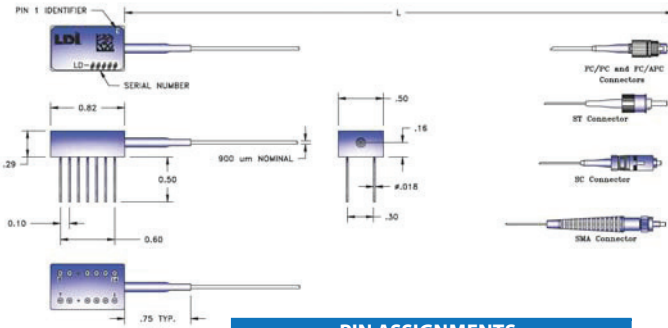 PIN 1 IDENTIFIER
L
LDI
LD-#####
SERIAL NUMBER
FC/PC and FC/APC
Connectors
0.82
.50
.16
ST Connector
.29
900 um NOMINAL
0.50
SC Connector
ø.018
0.10
0.60
.30
SMA Connector
.75 TYP.
PIN ASSIGNMENTS